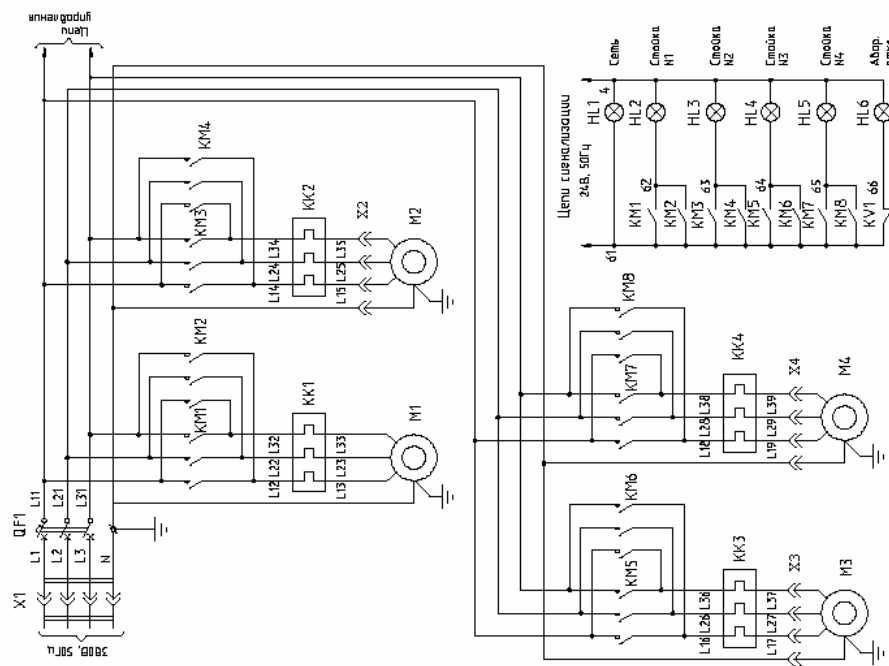 Цепи
управления
380В, 50Гц
X1
QF1
L1
L2
L3
N
L11
L21
L31
KM1
KM2
L12
L22
L32
KK1
L13
L23
L33
M1
KM3
KM4
L14
L24
L34
KK2
L15
L25
L35
X2
M2
KM5
KM6
L16
L26
L36
KK3
L17
L27
L37
X3
M3
KM7
KM8
L18
L28
L38
KK4
L19
L29
L39
X4
M4
Цепи сигнализации
24В, 50Гц
61
4
HL1
Сеть
KM1
KM2
62
HL2
Стойка
N1
KM3
KM4
63
HL3
Стойка
N2
KM5
KM6
64
HL4
Стойка
N3
KM7
KM8
65
HL5
Стойка
N4
KV1
66
HL6